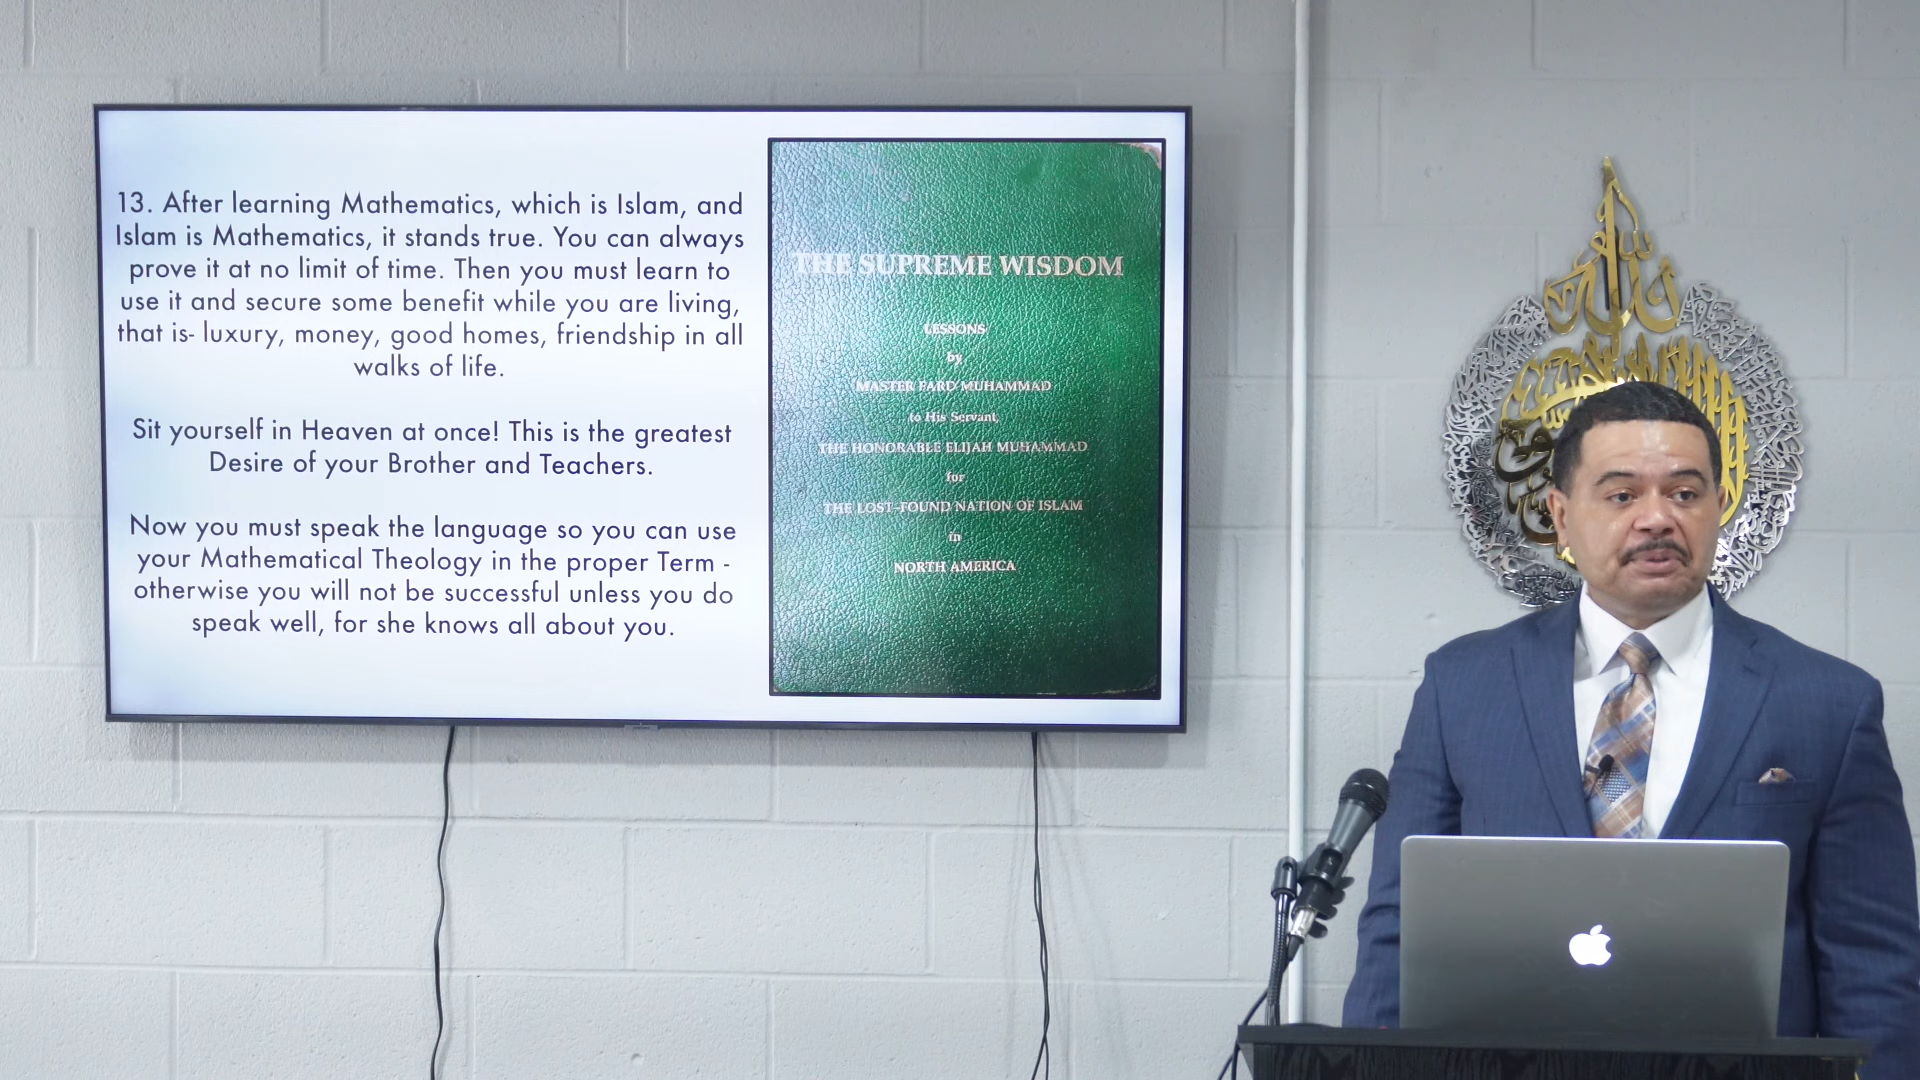 13. After learning Mathematics, which is Islam, and
Islam is Mathematics, it stands true. You can always
prove it at no limit of time. Then you must learn to
use it and secure some benefit while you are living,
that is- luxury, money, good homes, friendship in all
walks of life.
Sit yourself in Heaven at once! This is the greatest
Desire of your Brother and Teachers.
Now you must speak the language so you can use
your Mathematical Theology in the proper Term -
otherwise you will not be successful unless you do
speak well, for she knows all about you.
THE SUPREME WISDOM
LESSONS
by
MASTER FARD MUHAMMAD
to His Servant
THE HONORABLE ELIJAH MUHAMMAD
for
THE LOST-FOUND NATION OF ISLAM
in
NORTH AMERICA